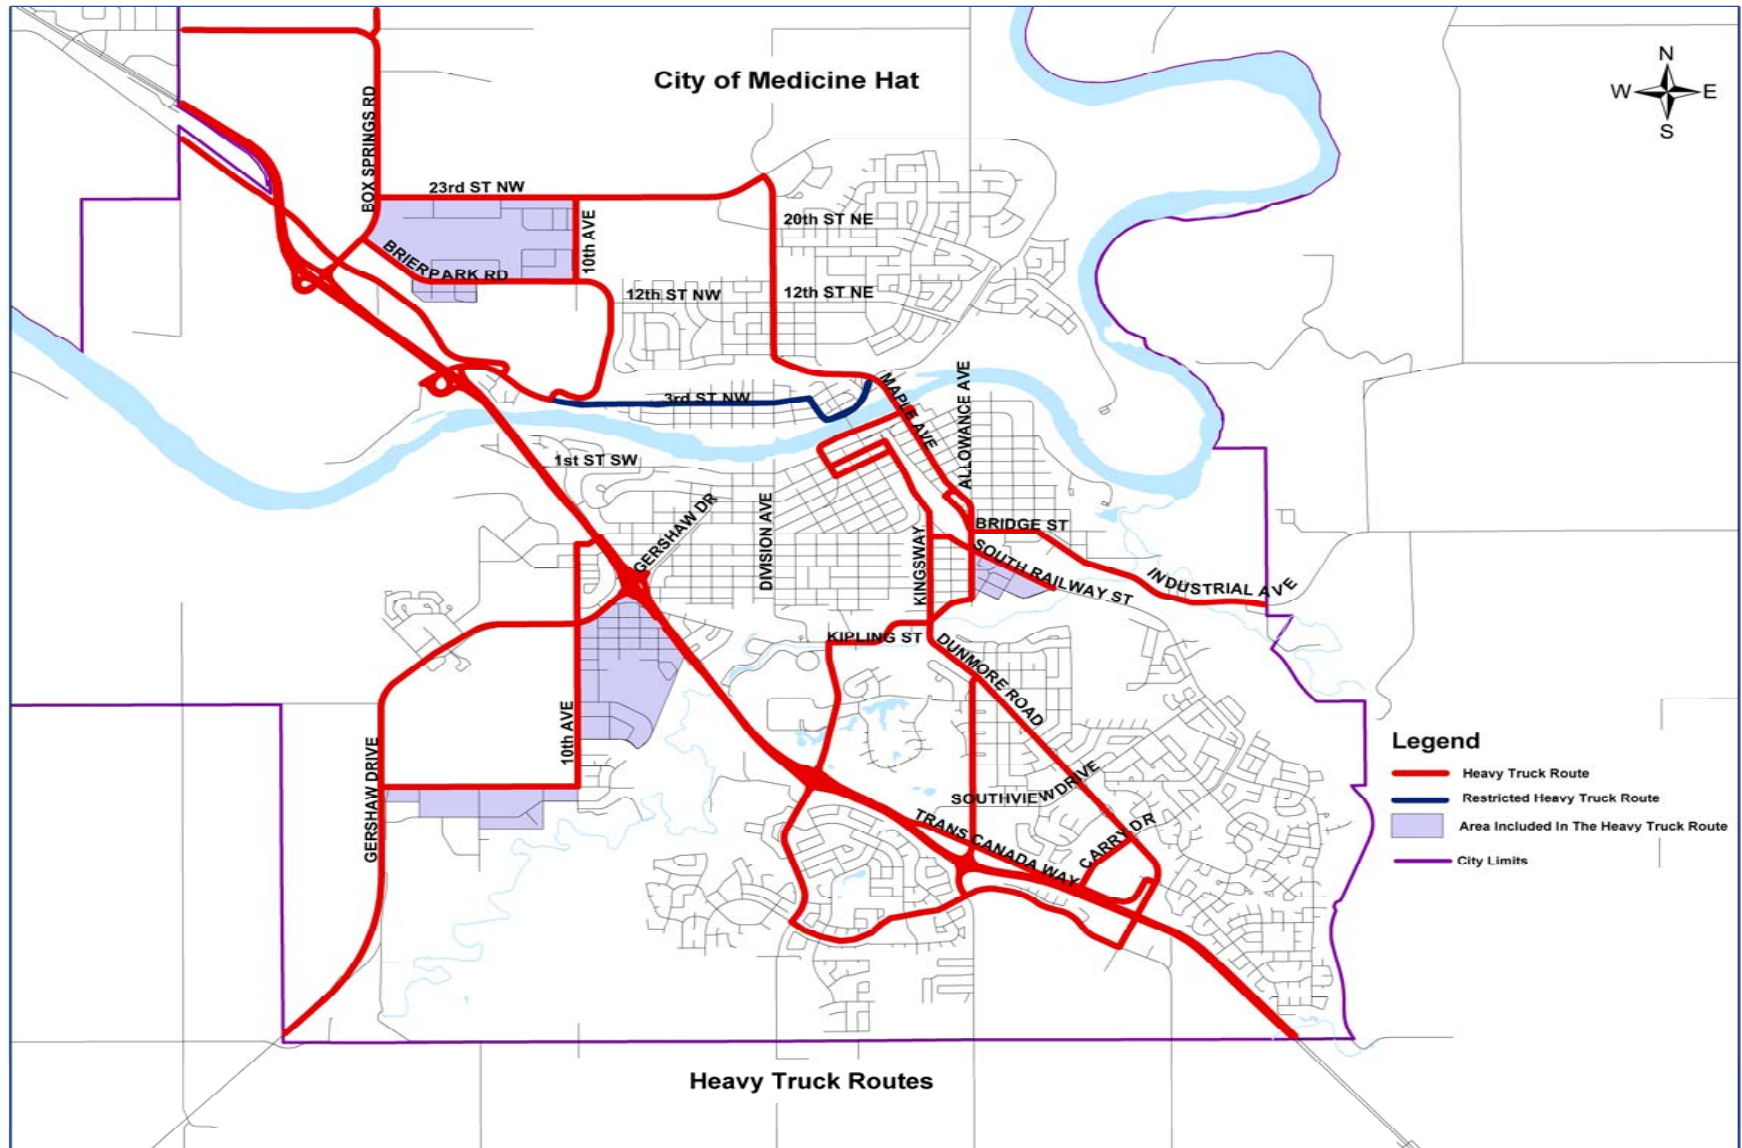 City of Medicine Hat
N
W E
S
BOX SPRINGS RD
23rd ST NW
10th AVE
20th ST NE
BRIERPARK RD
12th ST NW
12th ST NE
3rd ST NW
MAPLE AVE
ALLOWANCE AVE
1st ST SW
GERSHAW DR
DIVISION AVE
KINGSWAY
BRIDGE ST
SOUTH RAILWAY ST
INDUSTRIAL AVE
KIPLING ST
DUNMORE ROAD
10th AVE
GERSHAW DRIVE
SOUTHVIEW DRIVE
TRANS CANADA WAY
CARRY DR
Legend
Heavy Truck Route
Restricted Heavy Truck Route
Area Included In The Heavy Truck Route
City Limits
Heavy Truck Routes